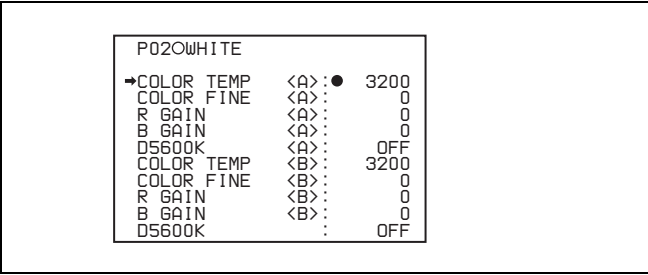 P02○WHITE
➡COLOR TEMP <A>:● 3200
COLOR FINE <A>: 0
R GAIN <A>: 0
B GAIN <A>: 0
D5600K <A>: OFF
COLOR TEMP <B>: 3200
COLOR FINE <B>: 0
R GAIN <B>: 0
B GAIN <B>: 0
D5600K : OFF